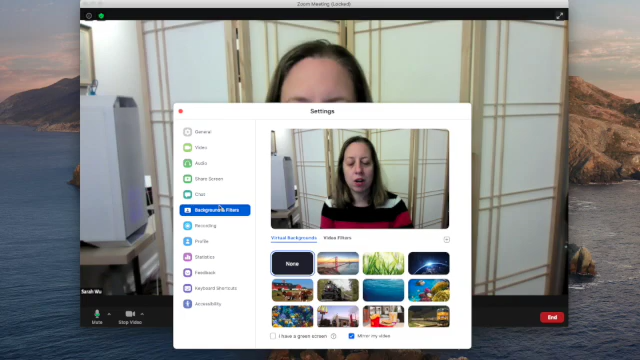 Zoom Meeting (Locked)
Settings
General
Video
Audio
Share Screen
Chat
Background & Filters
Recording
Profile
Statistics
Feedback
Keyboard Shortcuts
Accessibility
Virtual Backgrounds
Video Filters
None
I have a green screen
Mirror my video
Sarah Wu
Mute
Stop Video
End